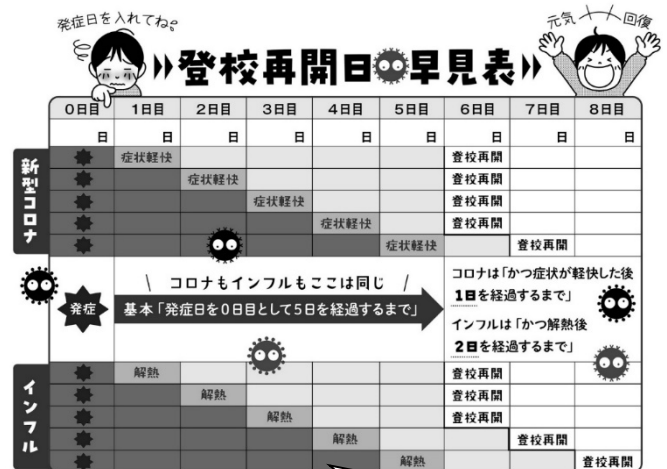 発症日を入れてね。
元気 回復
登校再開日 早見表
0日目 1日目 2日目 3日目 4日目 5日目 6日目 7日目 8日目
日 日 日 日 日 日 日 日 日
新型コロナ
症状軽快 登校再開
症状軽快 登校再開
症状軽快 登校再開
症状軽快 登校再開
症状軽快 登校再開
発症
コロナもインフルもここは同じ
基本「発症日を0日目として5日を経過するまで」
コロナは「かつ症状が軽快した後
1日を経過するまで」
インフルは「かつ解熱後
2日を経過するまで」
インフル
解熱 登校再開
解熱 登校再開
解熱 登校再開
解熱 登校再開
解熱 登校再開